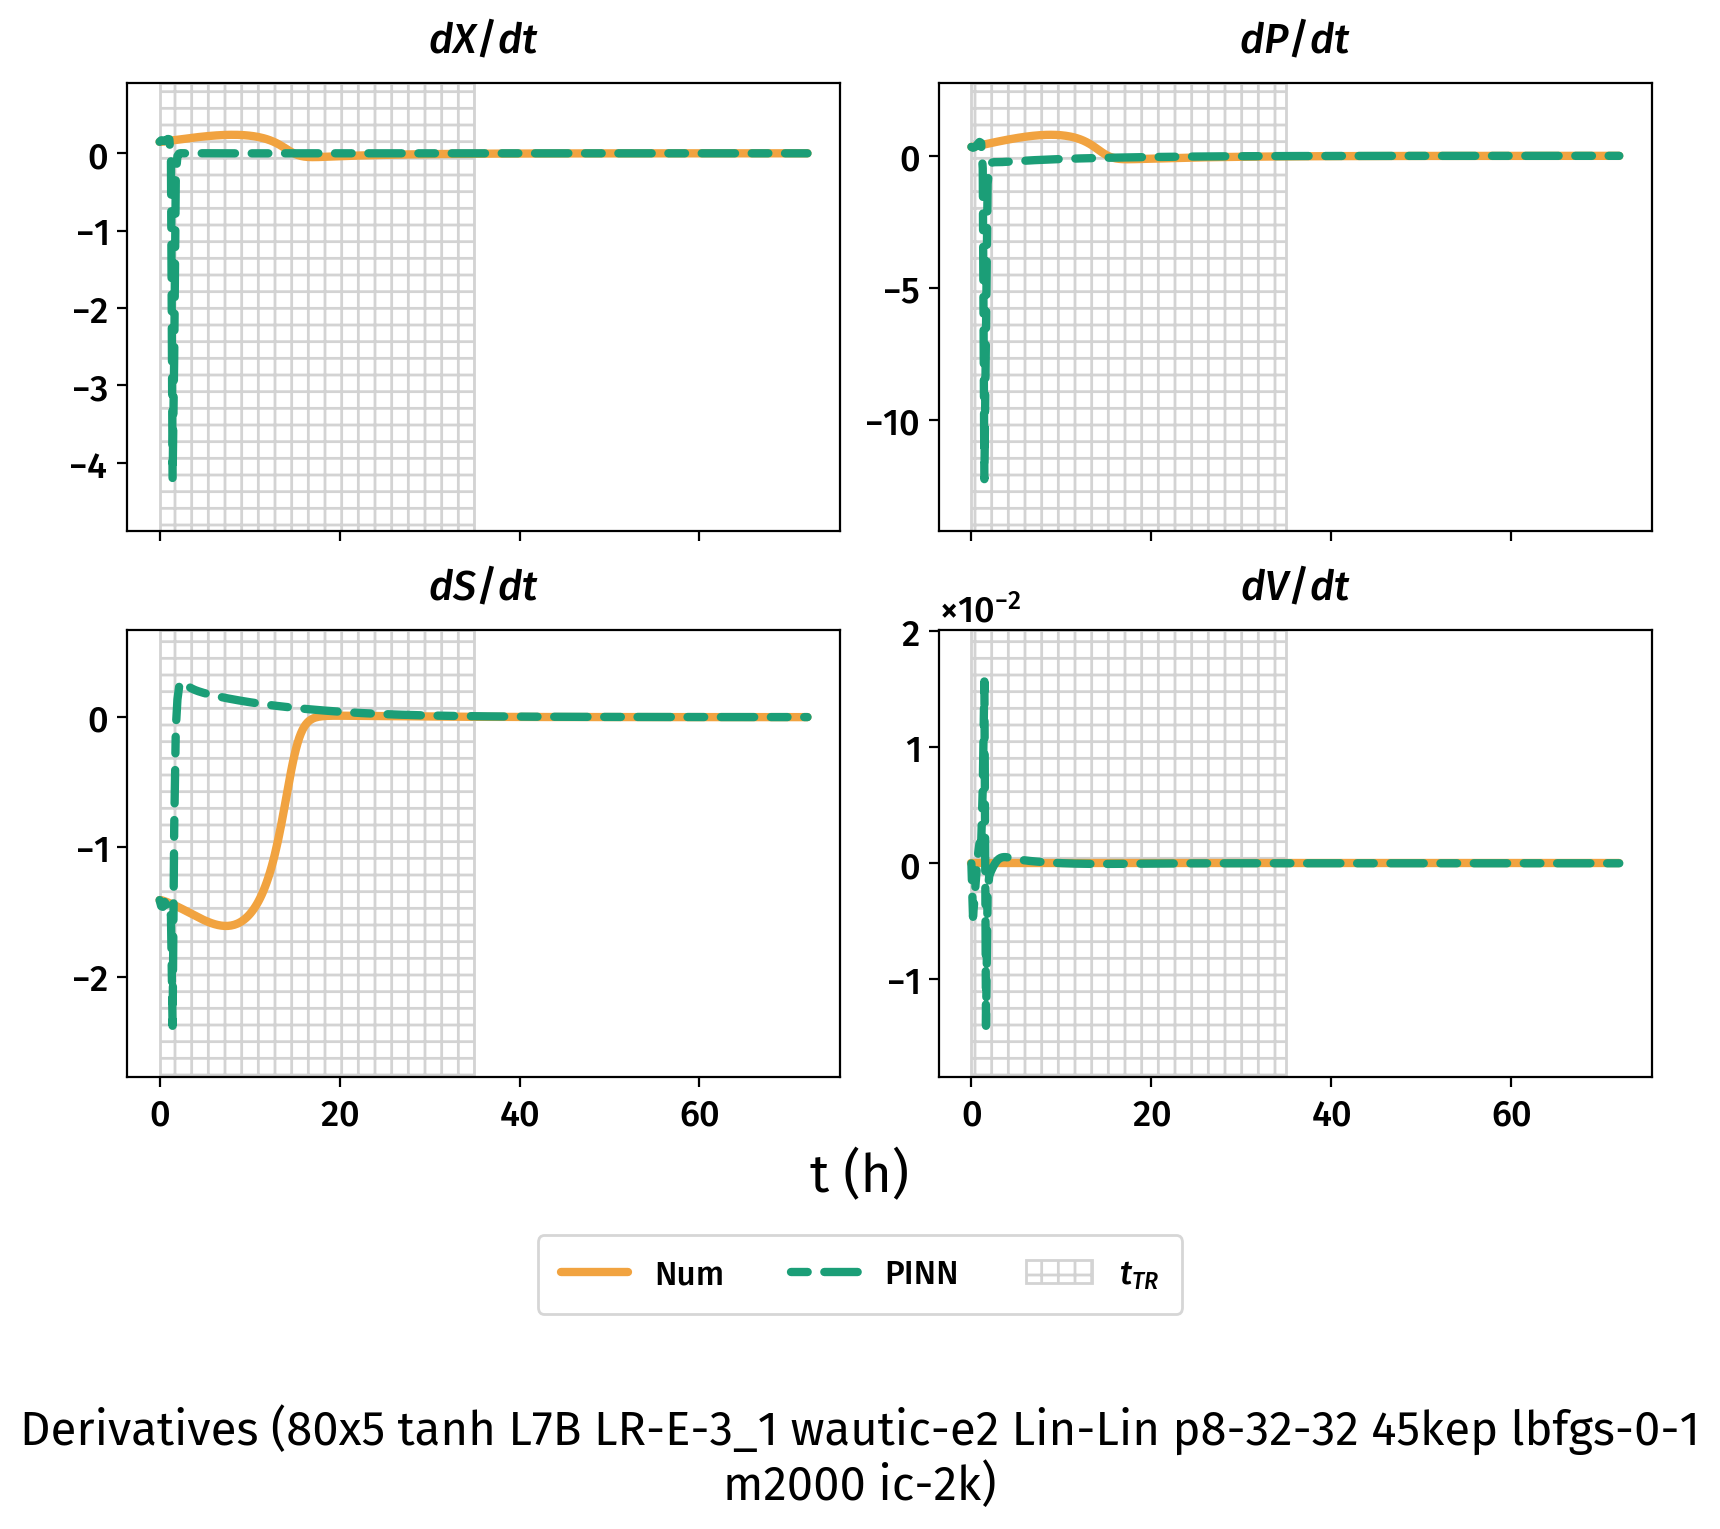 dX/dt
dP/dt
0
−1
−2
−3
−4
0
−5
−10
dS/dt
dV/dt
×10⁻²
0
−1
−2
2
1
0
−1
0 20 40 60
0 20 40 60
t (h)
Num PINN t_TR
Derivatives (80x5 tanh L7B LR-E-3_1 wautic-e2 Lin-Lin p8-32-32 45kep lbfgs-0-1
m2000 ic-2k)